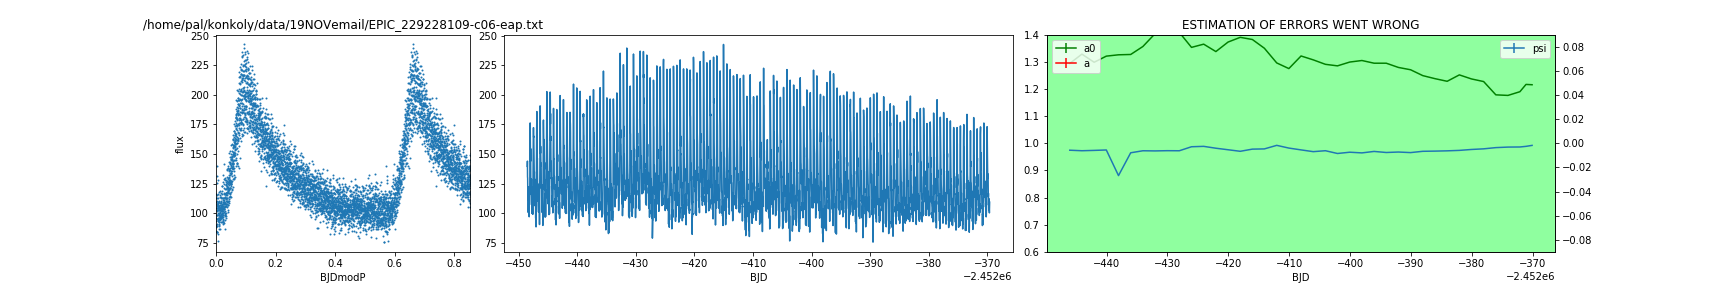 /home/pal/konkoly/data/19NOVemail/EPIC_229228109-c06-eap.txt
250
225
200
175
150
125
100
75
flux
0.0 0.2 0.4 0.6 0.8
BJDmodP
250
225
200
175
150
125
100
75
−450 −440 −430 −420 −410 −400 −390 −380 −370
BJD
−2.452e6
ESTIMATION OF ERRORS WENT WRONG
1.4
1.3
1.2
1.1
1.0
0.9
0.8
0.7
0.6
a0
a
psi
0.08
0.06
0.04
0.02
0.00
−0.02
−0.04
−0.06
−0.08
−440 −430 −420 −410 −400 −390 −380 −370
BJD
−2.452e6